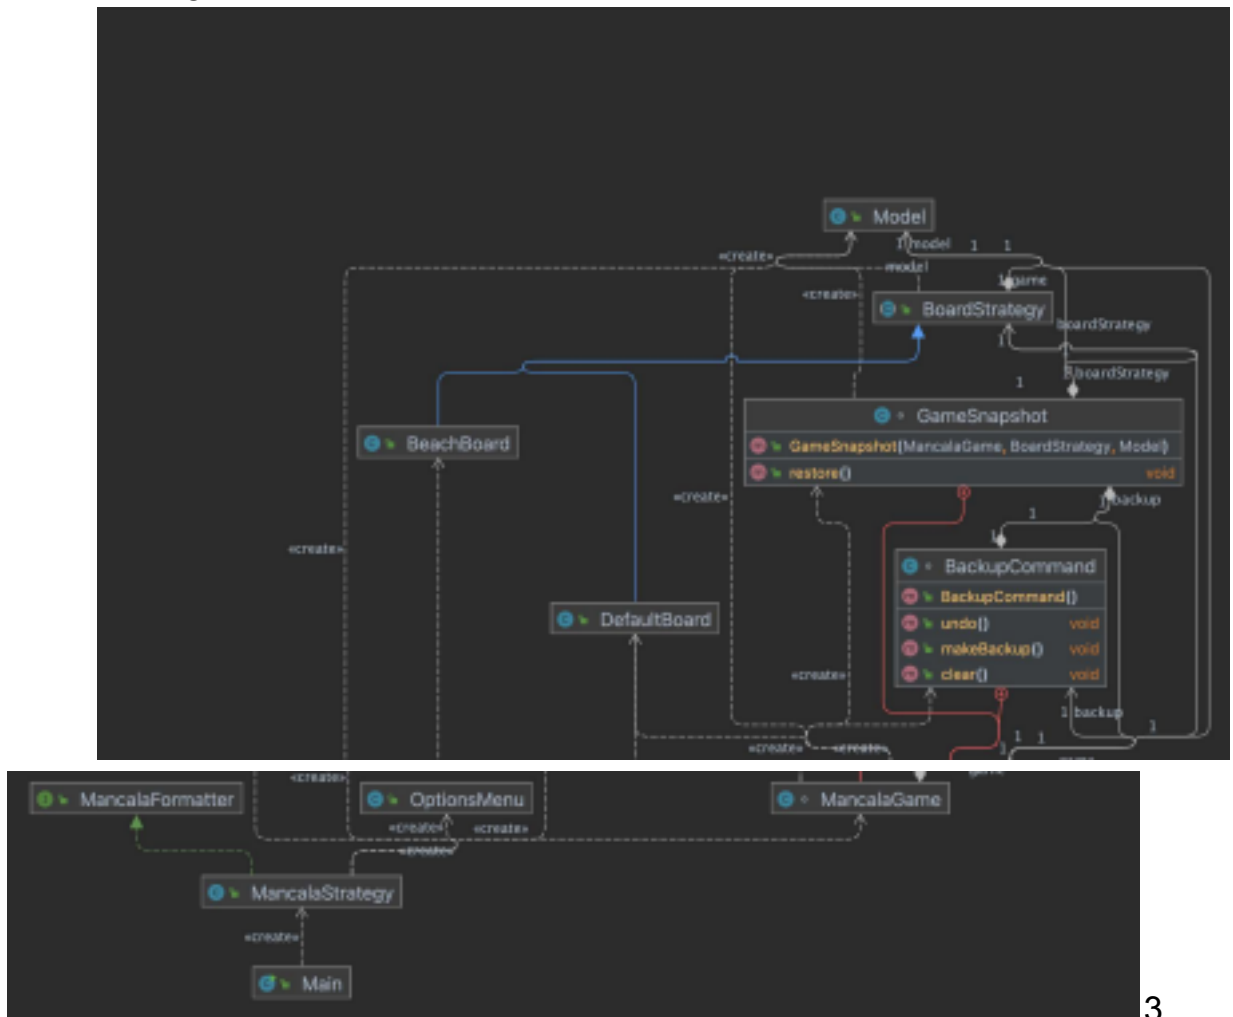 Model
«create»
1 model 1 1
model
«create»
1 game
BoardStrategy
boardStrategy
1
boardStrategy
1
GameSnapshot
BeachBoard
GameSnapshot(MancalaGame, BoardStrategy, Model)
restore() void
«create»
1 backup
1
1
«create»
BackupCommand
BackupCommand()
DefaultBoard
undo() void
makeBackup() void
clear() void
«create»
1 backup
1
1 1
«create» «create»
1
«create»
game
MancalaFormatter
OptionsMenu
MancalaGame
«create» «create»
«create»
MancalaStrategy
«create»
Main
3